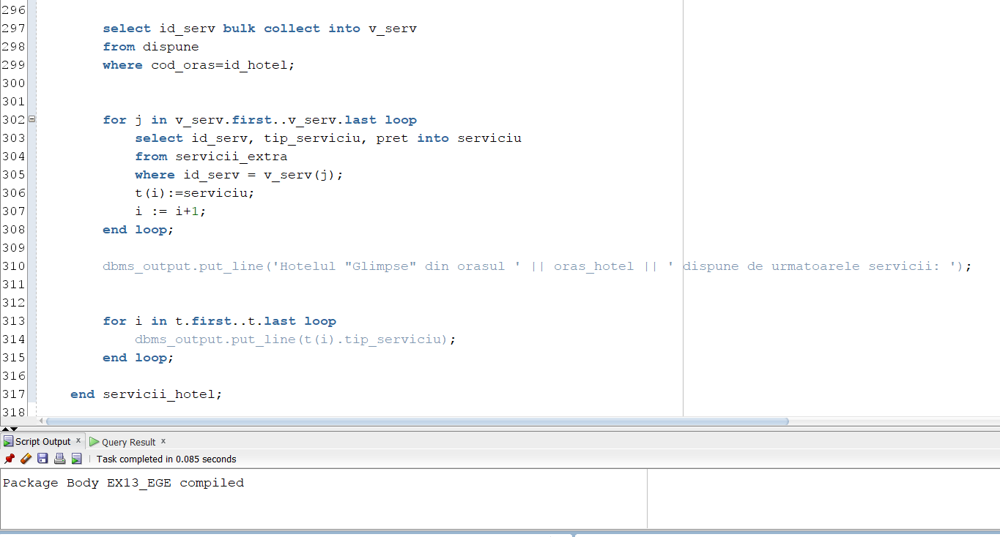 296
297 select id_serv bulk collect into v_serv
298 from dispune
299 where cod_oras=id_hotel;
300
301
302 for j in v_serv.first..v_serv.last loop
303 select id_serv, tip_serviciu, pret into serviciu
304 from servicii_extra
305 where id_serv = v_serv(j);
306 t(i):=serviciu;
307 i := i+1;
308 end loop;
309
310 dbms_output.put_line('Hotelul "Glimpse" din orasul ' || oras_hotel || ' dispune de urmatoarele servicii: ');
311
312
313 for i in t.first..t.last loop
314 dbms_output.put_line(t(i).tip_serviciu);
315 end loop;
316
317 end servicii_hotel;
318
Script Output x Query Result x
Task completed in 0.085 seconds
Package Body EX13_EGE compiled